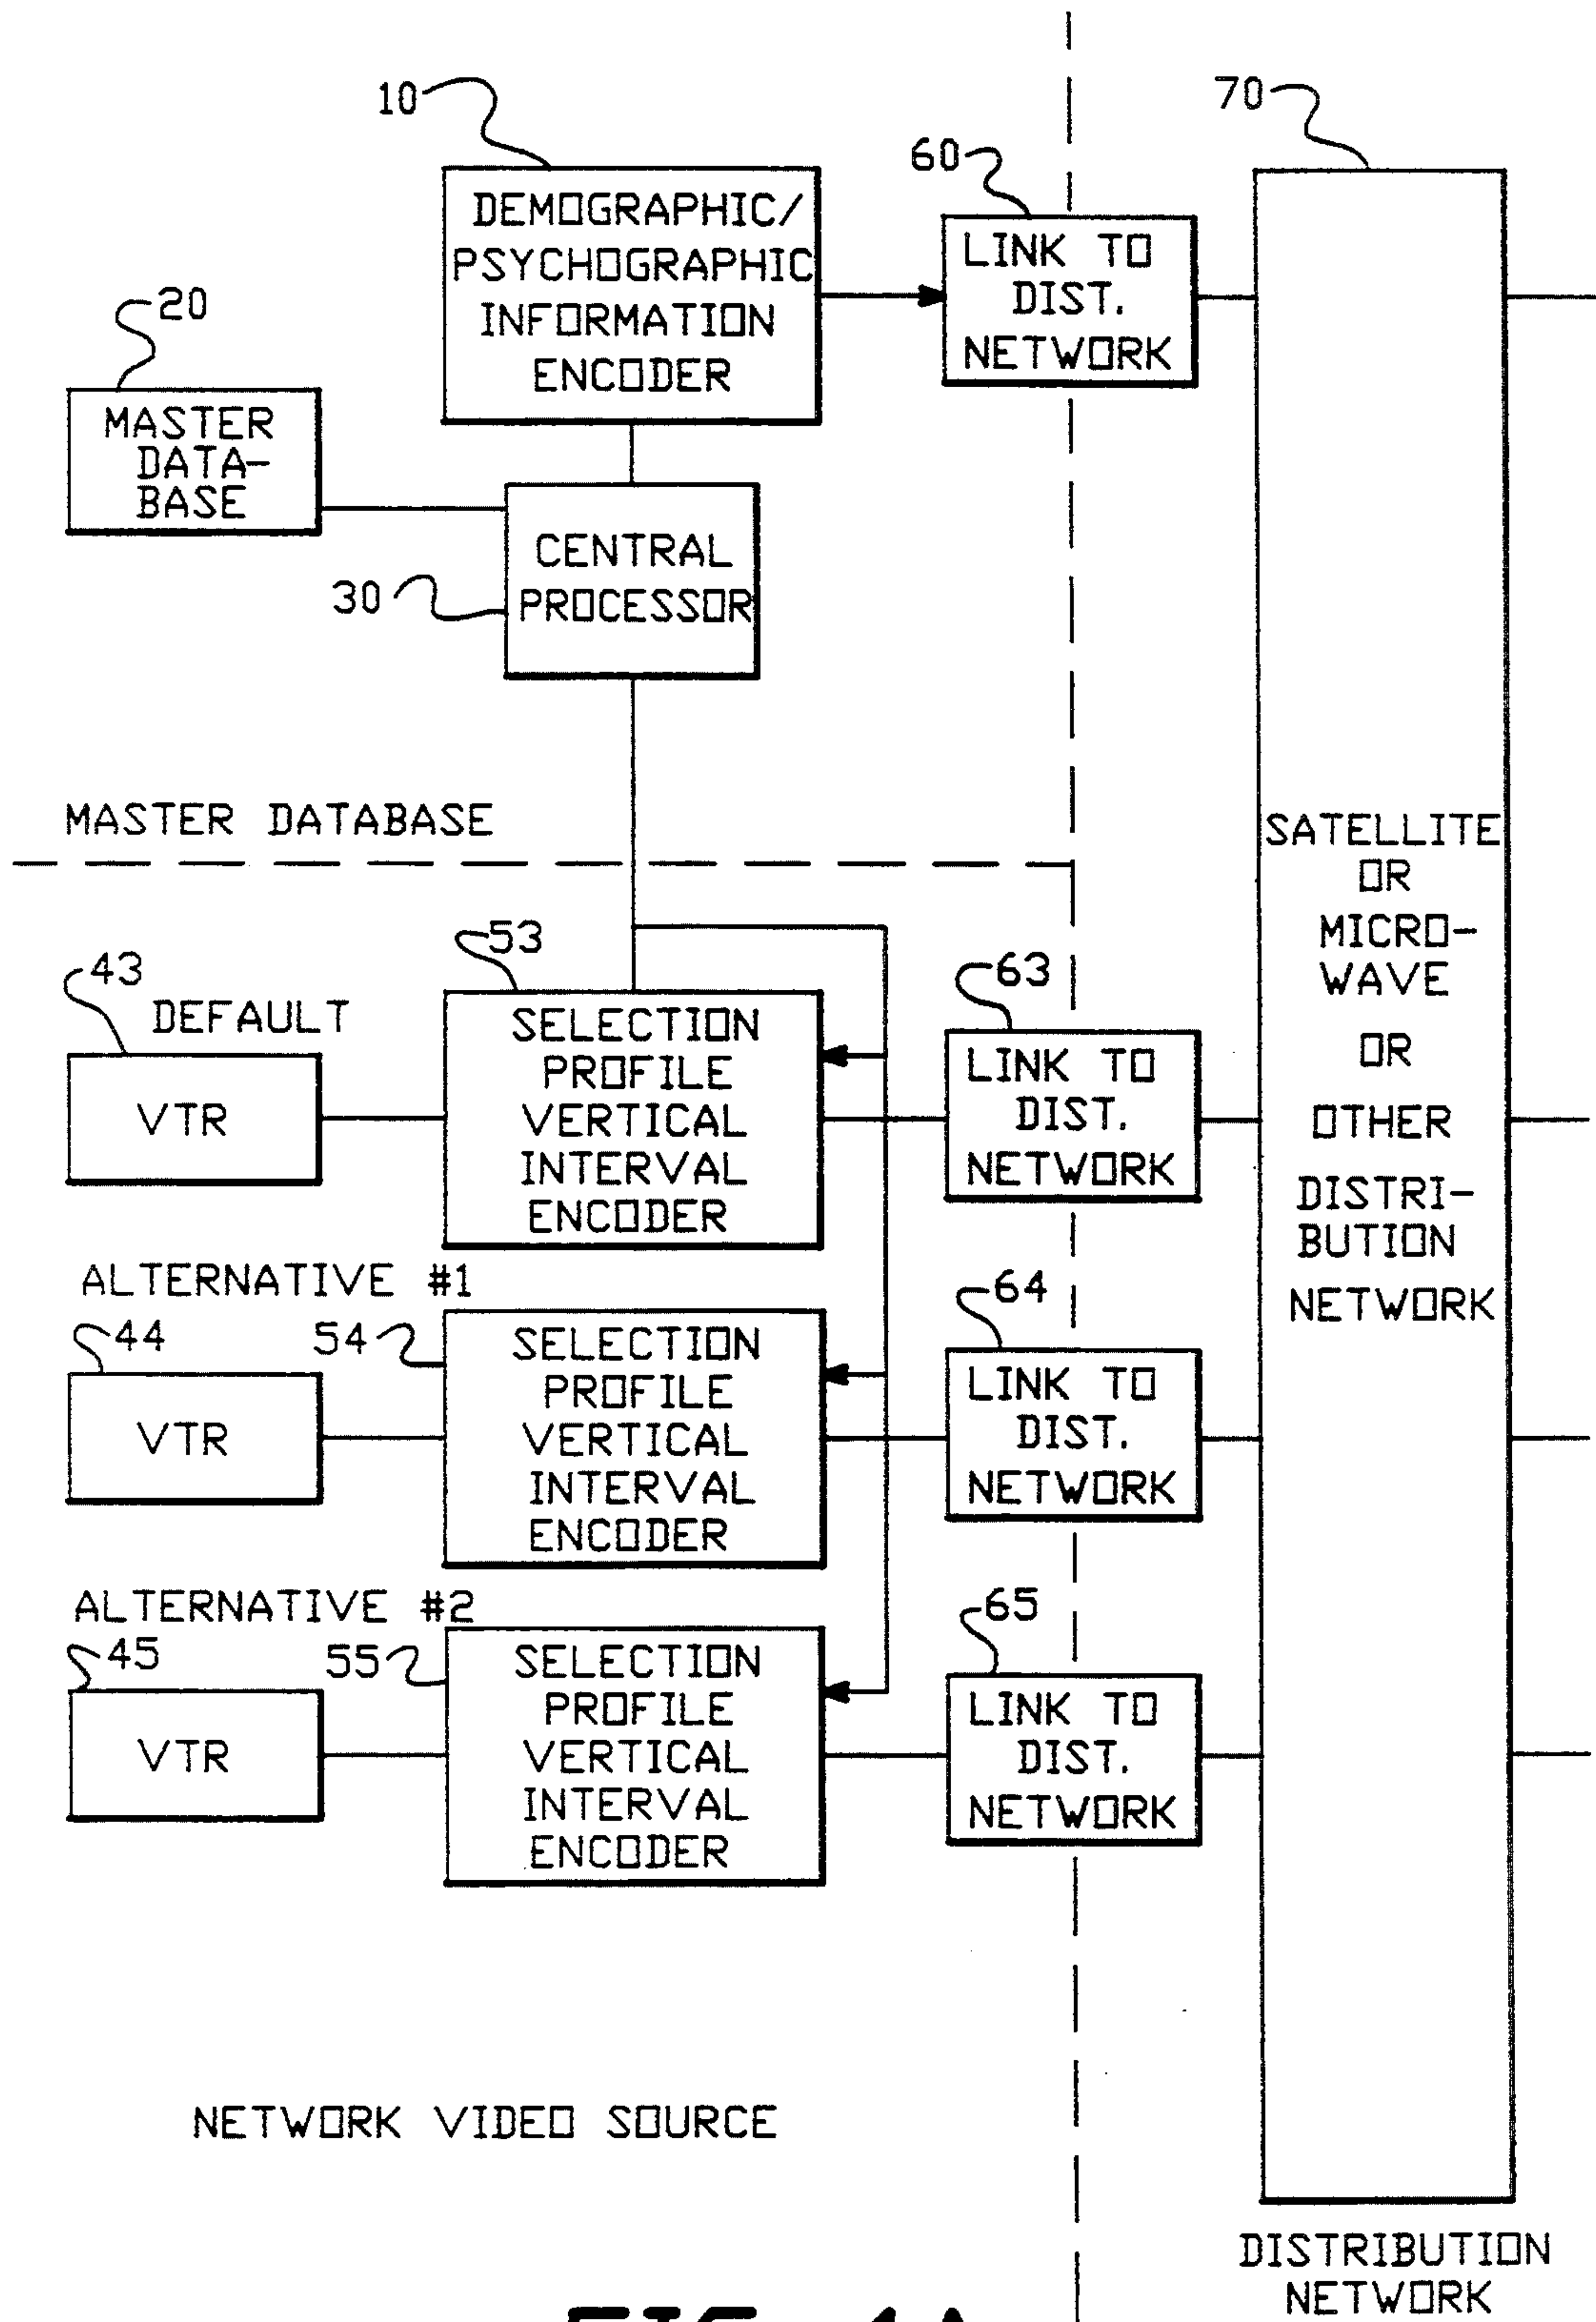 10
70
60
DEMOGRAPHIC/
PSYCHOGRAPHIC
INFORMATION
ENCODER
LINK TO
DIST.
NETWORK
20
MASTER
DATA-
BASE
CENTRAL
PROCESSOR
30
MASTER DATABASE
SATELLITE
OR
MICRO-
WAVE
OR
OTHER
DISTRI-
BUTION
NETWORK
43
DEFAULT
VTR
53
SELECTION
PROFILE
VERTICAL
INTERVAL
ENCODER
63
LINK TO
DIST.
NETWORK
ALTERNATIVE #1
44
VTR
54
SELECTION
PROFILE
VERTICAL
INTERVAL
ENCODER
64
LINK TO
DIST.
NETWORK
ALTERNATIVE #2
45
VTR
55
SELECTION
PROFILE
VERTICAL
INTERVAL
ENCODER
65
LINK TO
DIST.
NETWORK
NETWORK VIDEO SOURCE
DISTRIBUTION
NETWORK